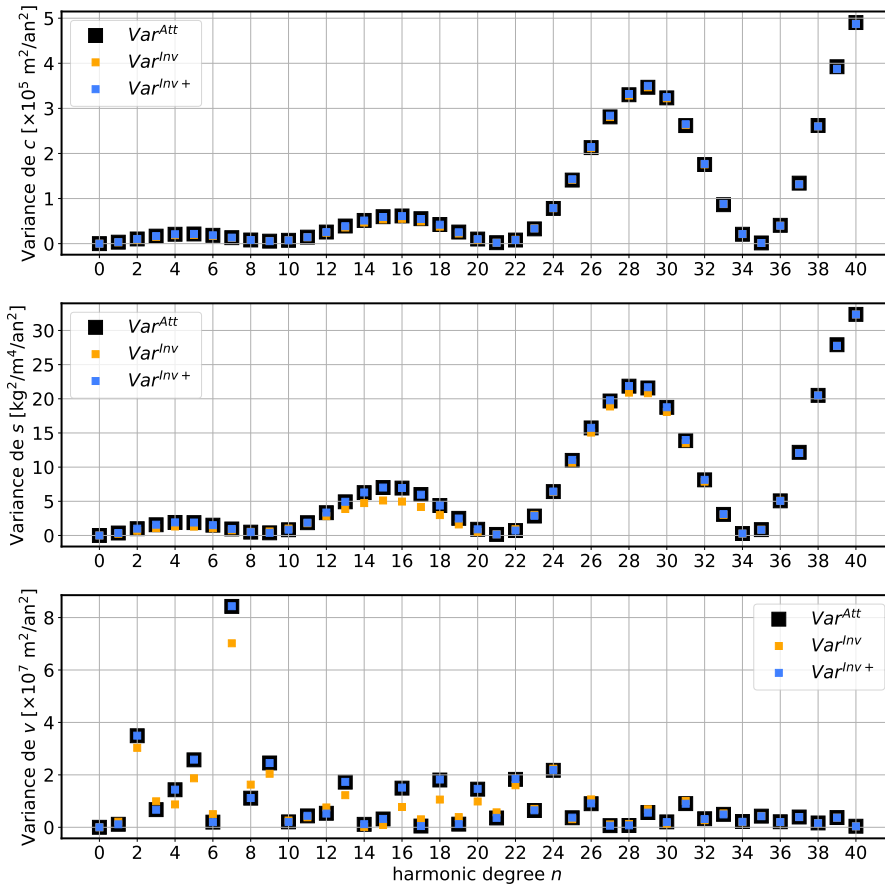 Variance de c [×10⁵ m²/an²]
5
4
3
2
1
0
Var^Att
Var^Inv
Var^Inv+
0 2 4 6 8 10 12 14 16 18 20 22 24 26 28 30 32 34 36 38 40
Variance de s [kg²/m⁴/an²]
30
25
20
15
10
5
0
Var^Att
Var^Inv
Var^Inv+
0 2 4 6 8 10 12 14 16 18 20 22 24 26 28 30 32 34 36 38 40
Variance de v [×10⁷ m²/an²]
8
6
4
2
0
Var^Att
Var^Inv
Var^Inv+
0 2 4 6 8 10 12 14 16 18 20 22 24 26 28 30 32 34 36 38 40
harmonic degree n